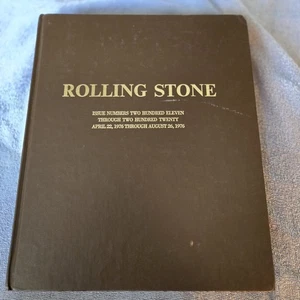 ROLLING STONE
ISSUE NUMBERS TWO HUNDRED ELEVEN
THROUGH TWO HUNDRED TWENTY
APRIL 22, 1976 THROUGH AUGUST 26, 1976